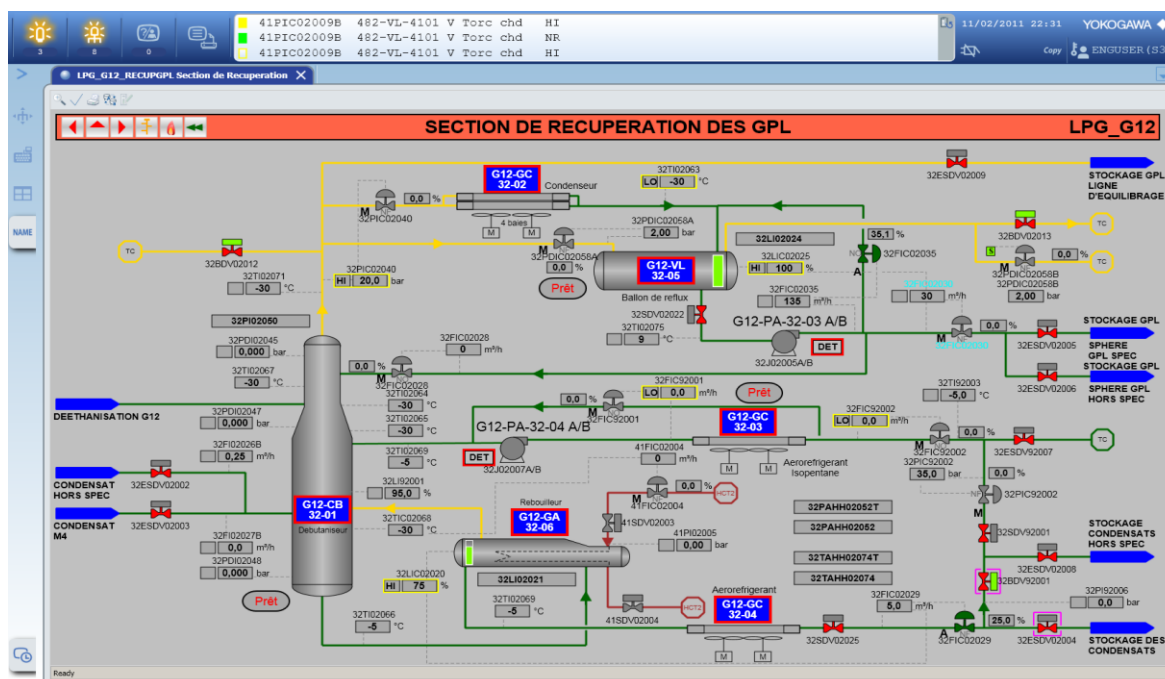 41PIC02009B 482-VL-4101 V Torc chd HI
41PIC02009B 482-VL-4101 V Torc chd NR
41PIC02009B 482-VL-4101 V Torc chd HI
11/02/2011 22:31 YOKOGAWA
3 8 0
Copy ENGUSER (S3
LPG_G12_RECUPGPL Section de Recuperation
SECTION DE RECUPERATION DES GPL LPG_G12
NAME
G12-GC
32-02
Condenseur
4 baies
M M
32TI02063
LO -30 °C
32ESDV02009
STOCKAGE GPL
LIGNE
D'EQUILIBRAGE
0,0 %
M
32PIC02040
TC
32BDV02012
32TI02071
-30 °C
32PIC02040
HI 20,0 bar
32PDIC02058A
2,00 bar
M
32PDIC02058A
0,0 %
Prêt
G12-VL
32-05
Ballon de reflux
32LI02024
32LIC02025
HI 100 %
35,1 %
NO
A
32FIC02035
32FIC02035
135 m³/h
32BDV02013
TC
S
M
0,0 %
TC
32PDIC02058B
32PDIC02058B
2,00 bar
30 m³/h
32SDV02022
32TI02075
9 °C
G12-PA-32-03 A/B
DET
32J02005A/B
M
0,0 %
32ESDV02005
32ESDV02006
STOCKAGE GPL
SPHERE
GPL SPEC
STOCKAGE GPL
SPHERE GPL
HORS SPEC
32PI02050
32PDI02045
0,000 bar
32TI02067
-30 °C
32FIC02028
0 m³/h
0,0 %
M
32FIC02028
32TI02064
-30 °C
32TI02065
-30 °C
DEETHANISATION G12
32PDI02047
0,000 bar
32FI02026B
0,25 m³/h
32TI02069
-5 °C
32LI92001
95,0 %
CONDENSAT
HORS SPEC
32ESDV02002
CONDENSAT
M4
32ESDV02003
32FI02027B
0,0 m³/h
32PDI02048
0,000 bar
G12-CB
32-01
Debutaniseur
Prêt
32TIC02068
-30 °C
32FIC92001
LO 0,0 m³/h
0,0 %
M
32FIC92001
Prêt
G12-PA-32-04 A/B
DET
32J02007A/B
G12-GC
32-03
M M
Aerorefrigerant
Isopentane
32FIC92002
LO 0,0 m³/h
32TI92003
-5,0 °C
M
0,0 %
32FIC92002
32ESDV92007
TC
32PIC92002
35,0 bar
0,0 %
32PIC92002
M
41FIC02004
0 m³/h
M
0,0 %
41FIC02004
HCT2
Rebouilleur
G12-GA
32-06
41SDV02003
41PI02005
0,00 bar
32LIC02020
HI 75 %
32LI02021
32TI02069
-5 °C
41SDV02004
HCT2
32PAHH02052T
32PAHH02052
32TAHH02074T
32TAHH02074
32SDV92001
32BDV92001
STOCKAGE
CONDENSATS
HORS SPEC
32ESDV02008
32TI02066
-5 °C
Aerorefrigerant
G12-GC
32-04
M M
32SDV02025
32FIC02029
5,0 m³/h
25,0 %
A
32FIC02029
32ESDV02004
32PI92006
0,0 bar
STOCKAGE DES
CONDENSATS
Ready